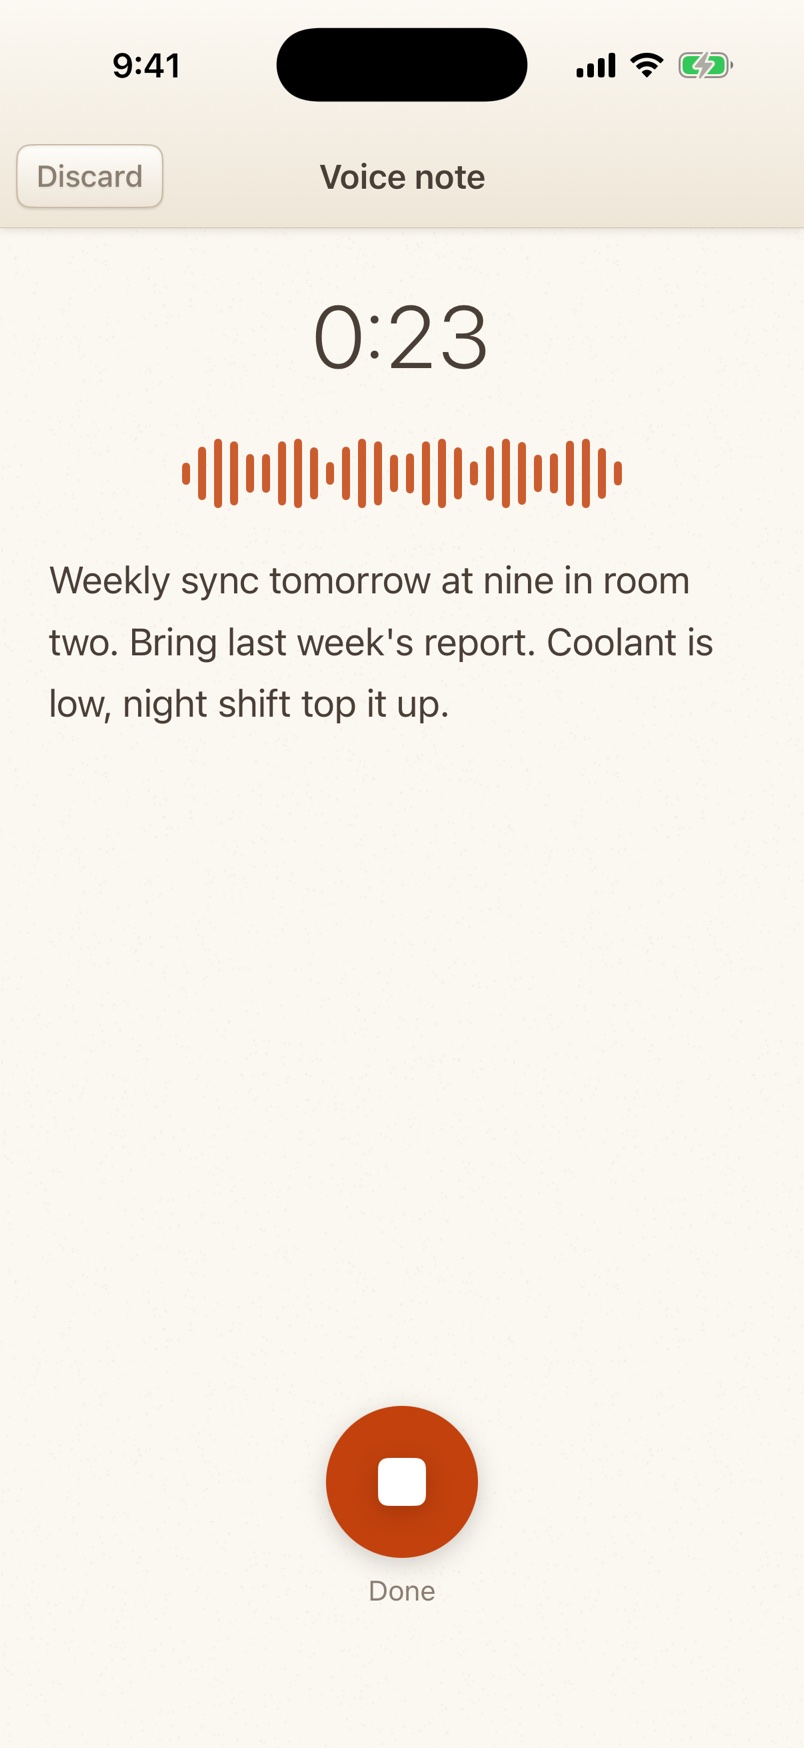 9:41
Discard
Voice note
0:23
Weekly sync tomorrow at nine in room
two. Bring last week's report. Coolant is
low, night shift top it up.
Done